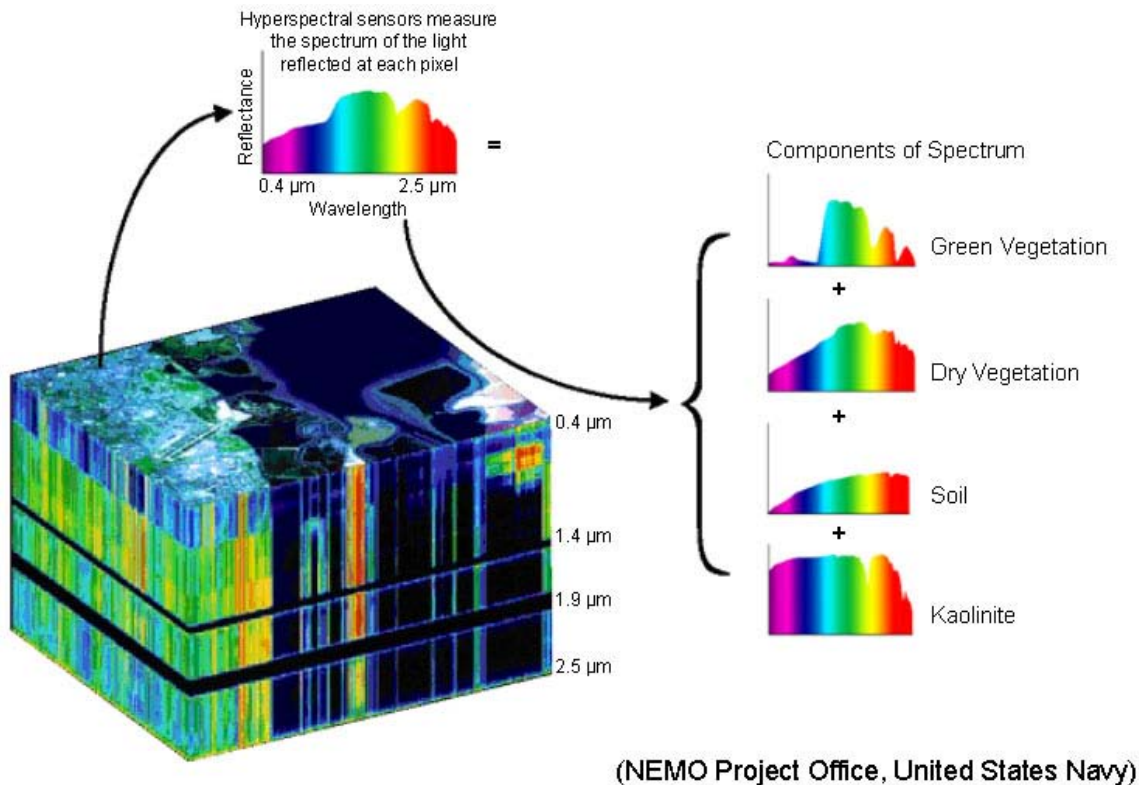 Hyperspectral sensors measure
the spectrum of the light
reflected at each pixel
Reflectance
0.4 µm
2.5 µm
Wavelength
=
Components of Spectrum
Green Vegetation
+
Dry Vegetation
+
Soil
+
Kaolinite
0.4 µm
1.4 µm
1.9 µm
2.5 µm
(NEMO Project Office, United States Navy)